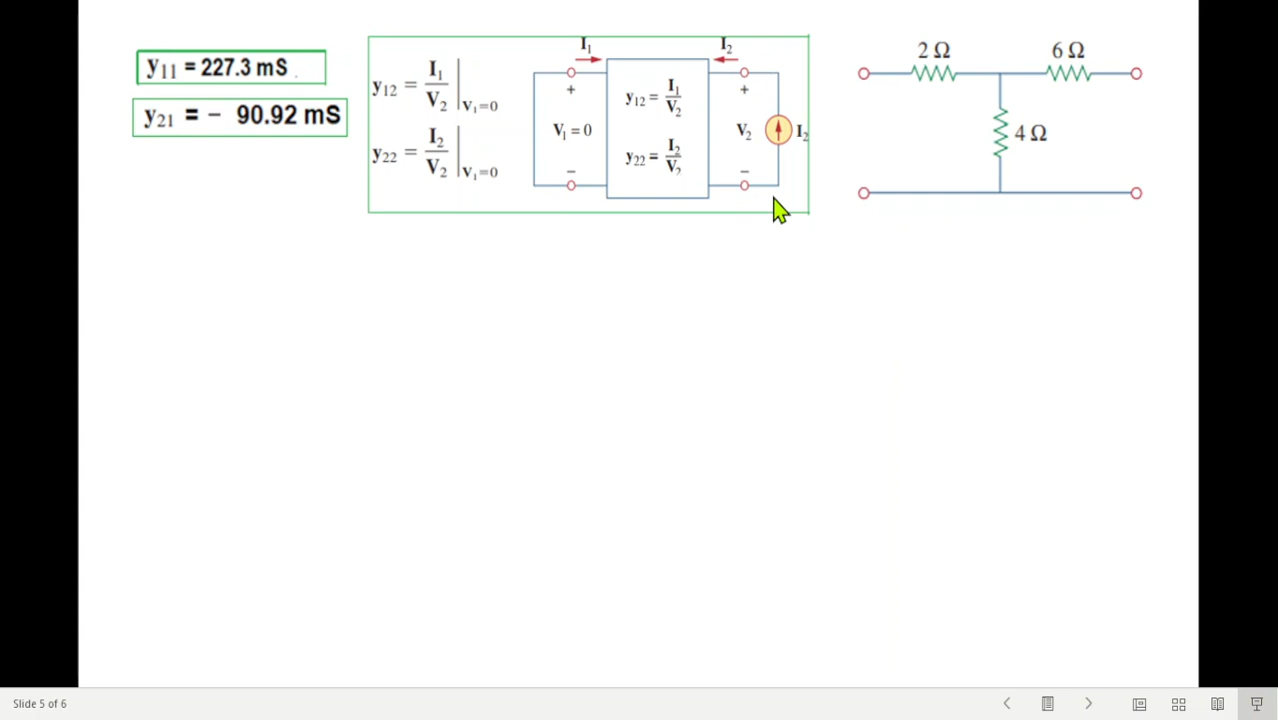 y11 = 227.3 mS
y21 = − 90.92 mS
y12 = I1/V2 | V1=0
y22 = I2/V2 | V1=0
I1
I2
+
V1 = 0
−
y12 = I1/V2
y22 = I2/V2
+
V2
−
I2
2 Ω
6 Ω
4 Ω
Slide 5 of 6